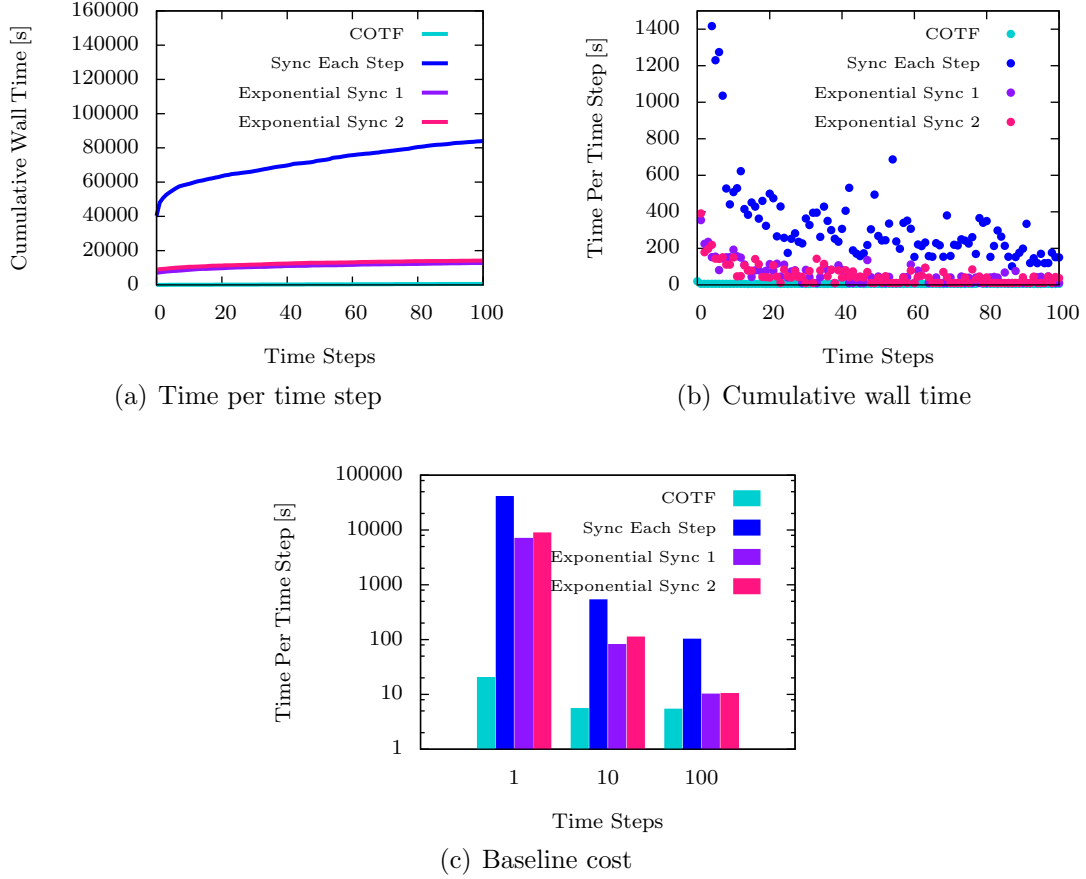 160000
140000
120000
100000
80000
60000
40000
20000
0
0 20 40 60 80 100
Cumulative Wall Time [s]
Time Steps
COTF
Sync Each Step
Exponential Sync 1
Exponential Sync 2
(a) Time per time step
1400
1200
1000
800
600
400
200
0
0 20 40 60 80 100
Time Per Time Step [s]
Time Steps
COTF
Sync Each Step
Exponential Sync 1
Exponential Sync 2
(b) Cumulative wall time
100000
10000
1000
100
10
1
1 10 100
Time Per Time Step [s]
Time Steps
COTF
Sync Each Step
Exponential Sync 1
Exponential Sync 2
(c) Baseline cost